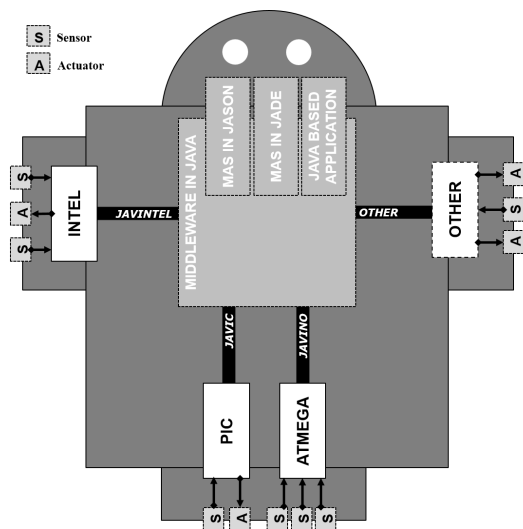 S Sensor
A Actuator
MIDDLEWARE IN JAVA
MAS IN JASON
MAS IN JADE
JAVA BASED
APPLICATION
S
A
S
INTEL
JAVINTEL
OTHER
OTHER
A
S
A
JAVIC
JAVINO
PIC
ATMEGA
S
A
S
S
S